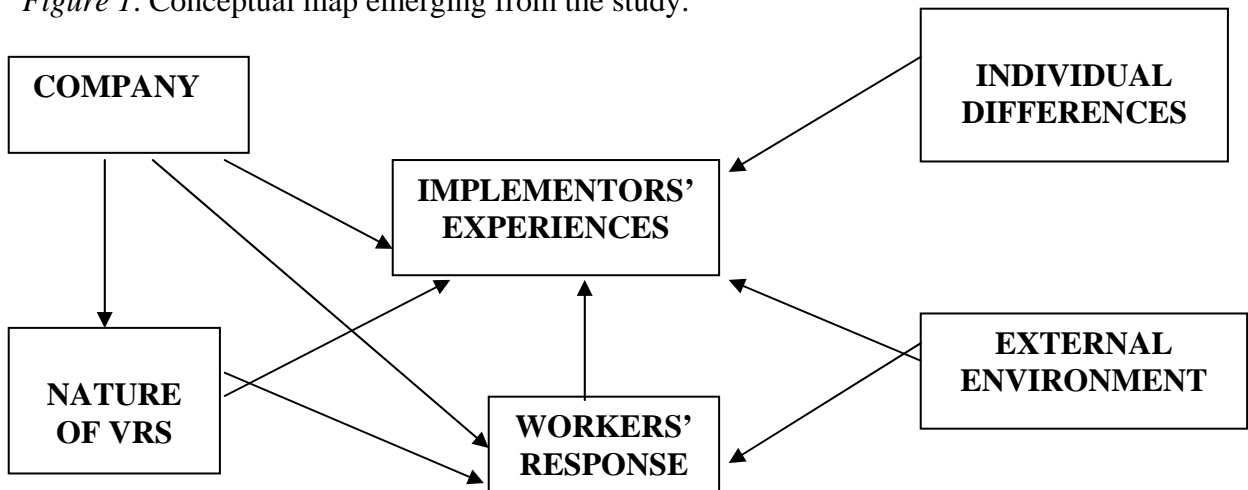 Figure 1. Conceptual map emerging from the study.
COMPANY
INDIVIDUAL
DIFFERENCES
IMPLEMENTORS’
EXPERIENCES
NATURE
OF VRS
WORKERS’
RESPONSE
EXTERNAL
ENVIRONMENT